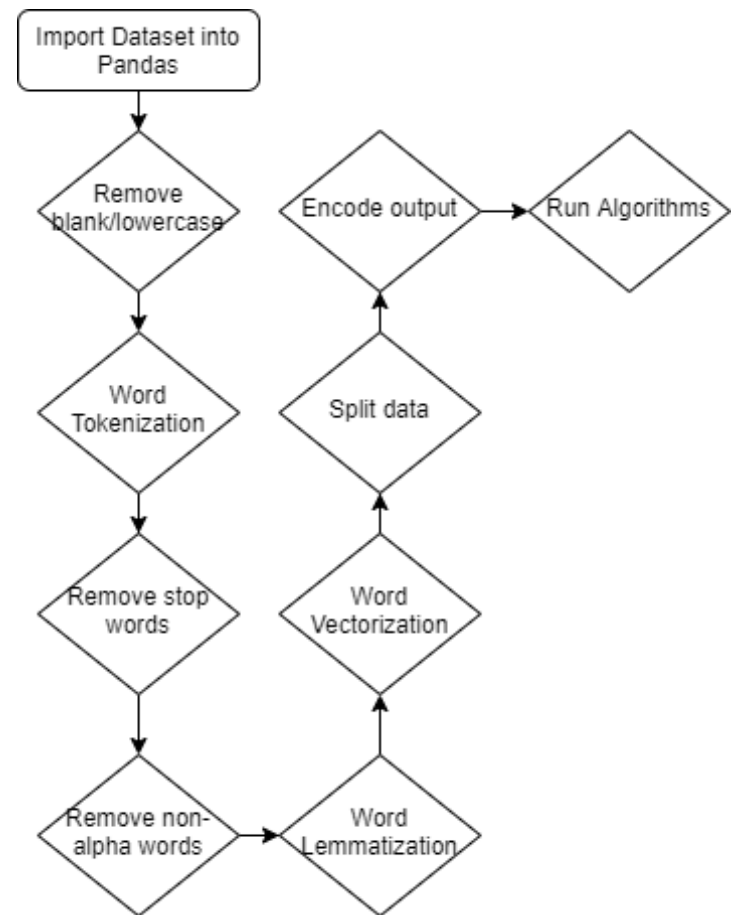 Import Dataset into
Pandas
Remove
blank/lowercase
Word
Tokenization
Remove stop
words
Remove non-
alpha words
Word
Lemmatization
Word
Vectorization
Split data
Encode output
Run Algorithms